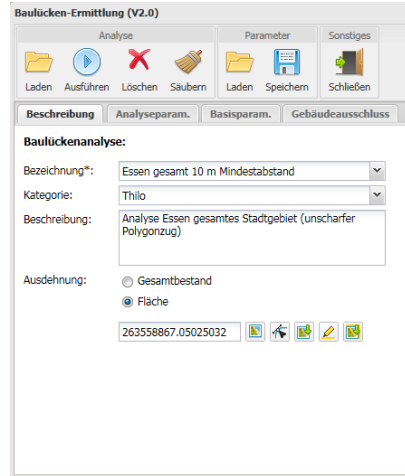 Baulücken-Ermittlung (V2.0)
Analyse Parameter Sonstiges
Laden Ausführen Löschen Säubern Laden Speichern Schließen
Beschreibung Analyseparam. Basisparam. Gebäudeausschluss
Baulückenanalyse:
Bezeichnung*: Essen gesamt 10 m Mindestabstand
Kategorie: Thilo
Beschreibung: Analyse Essen gesamtes Stadtgebiet (unscharfer
Polygonzug)
Ausdehnung: Gesamtbestand
Fläche
263558867.05025032